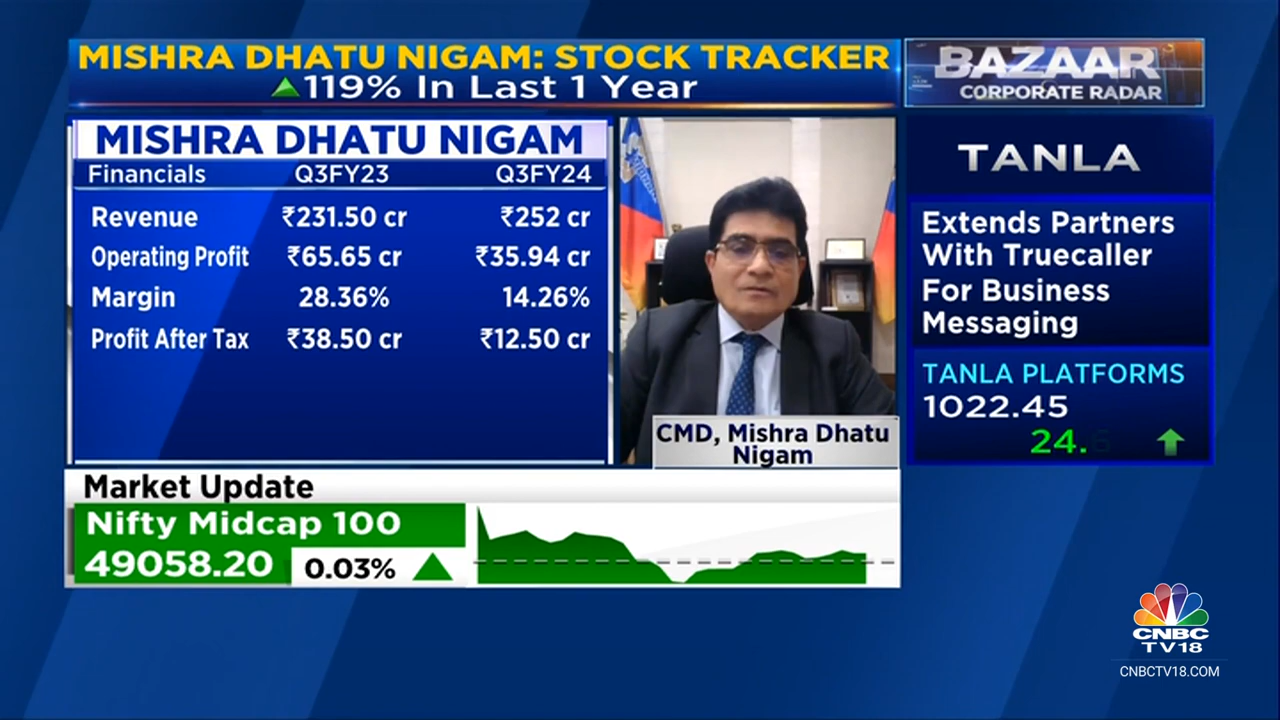 MISHRA DHATU NIGAM: STOCK TRACKER
119% In Last 1 Year
BAZAAR
CORPORATE RADAR
MISHRA DHATU NIGAM
Financials Q3FY23 Q3FY24
Revenue ₹231.50 cr ₹252 cr
Operating Profit ₹65.65 cr ₹35.94 cr
Margin 28.36% 14.26%
Profit After Tax ₹38.50 cr ₹12.50 cr
CMD, Mishra Dhatu
Nigam
TANLA
Extends Partners
With Truecaller
For Business
Messaging
TANLA PLATFORMS
1022.45
24.
Market Update
Nifty Midcap 100
49058.20 0.03%
CNBC
TV18
CNBCTV18.COM